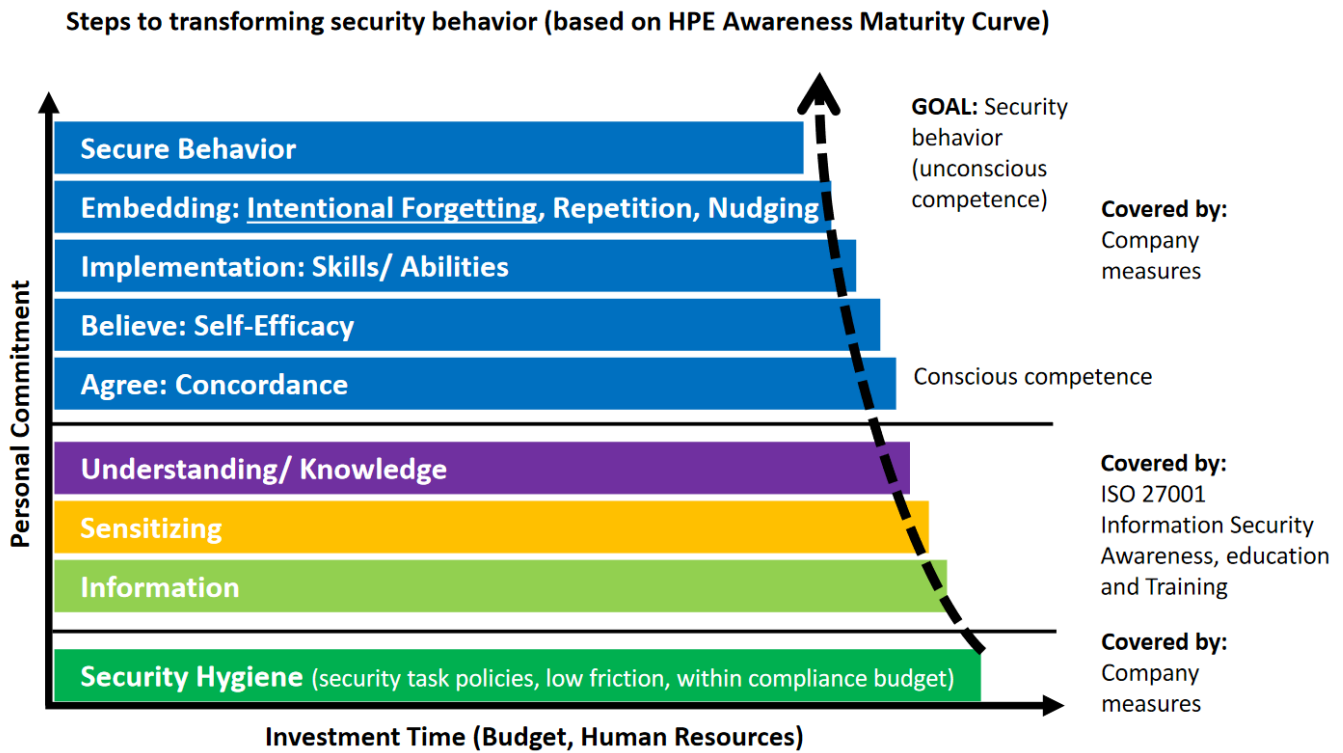 Steps to transforming security behavior (based on HPE Awareness Maturity Curve)
Personal Commitment
Secure Behavior
Embedding: Intentional Forgetting, Repetition, Nudging
Implementation: Skills/ Abilities
Believe: Self-Efficacy
Agree: Concordance
GOAL: Security
behavior
(unconscious
competence)
Covered by:
Company
measures
Conscious competence
Understanding/ Knowledge
Sensitizing
Information
Covered by:
ISO 27001
Information Security
Awareness, education
and Training
Security Hygiene (security task policies, low friction, within compliance budget)
Covered by:
Company
measures
Investment Time (Budget, Human Resources)